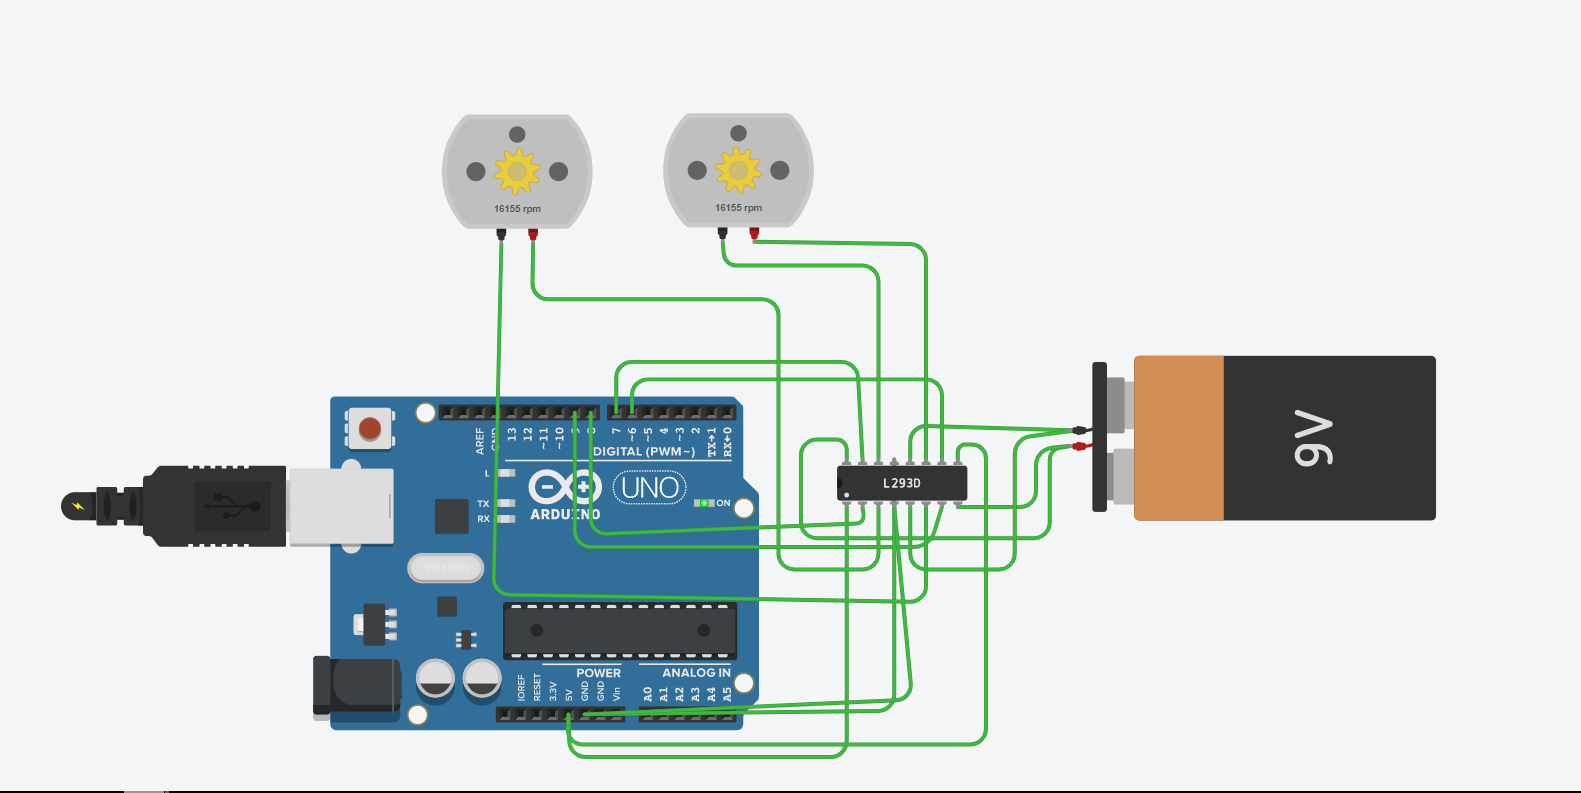 16155 rpm
16155 rpm
AREF
GND
13
12
~11
~10
9
8
7
~6
~5
4
~3
2
TX→1
RX←0
DIGITAL (PWM~)
L
TX
RX
UNO
ARDUINO
ON
L293D
9V
POWER
ANALOG IN
IOREF
RESET
3.3V
5V
GND
GND
Vin
A0
A1
A2
A3
A4
A5